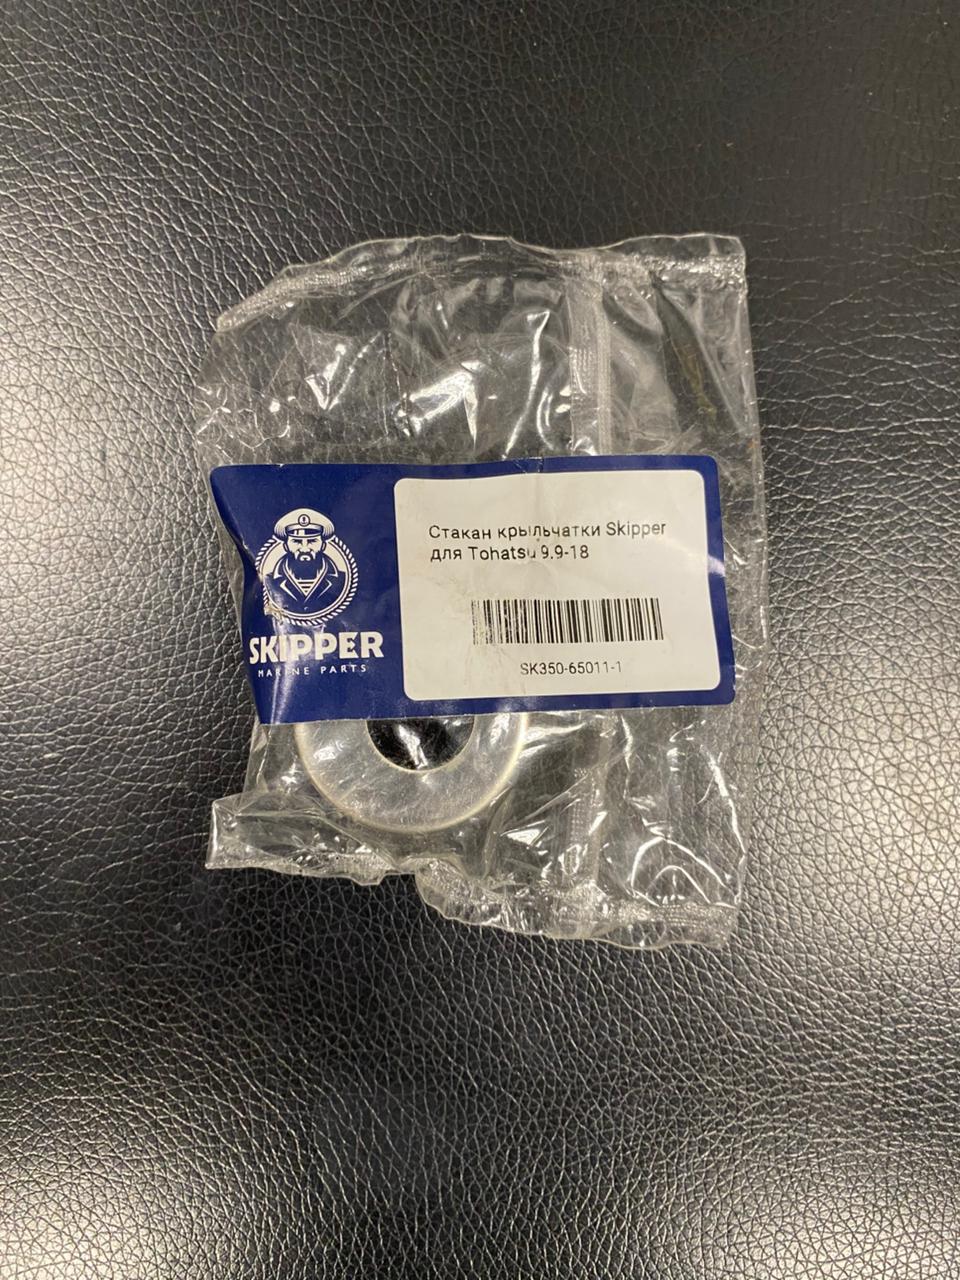 Стакан крыльчатки Skipper
для Tohatsu 9.9-18
SK350-65011-1
SKIPPER
MARINE PARTS